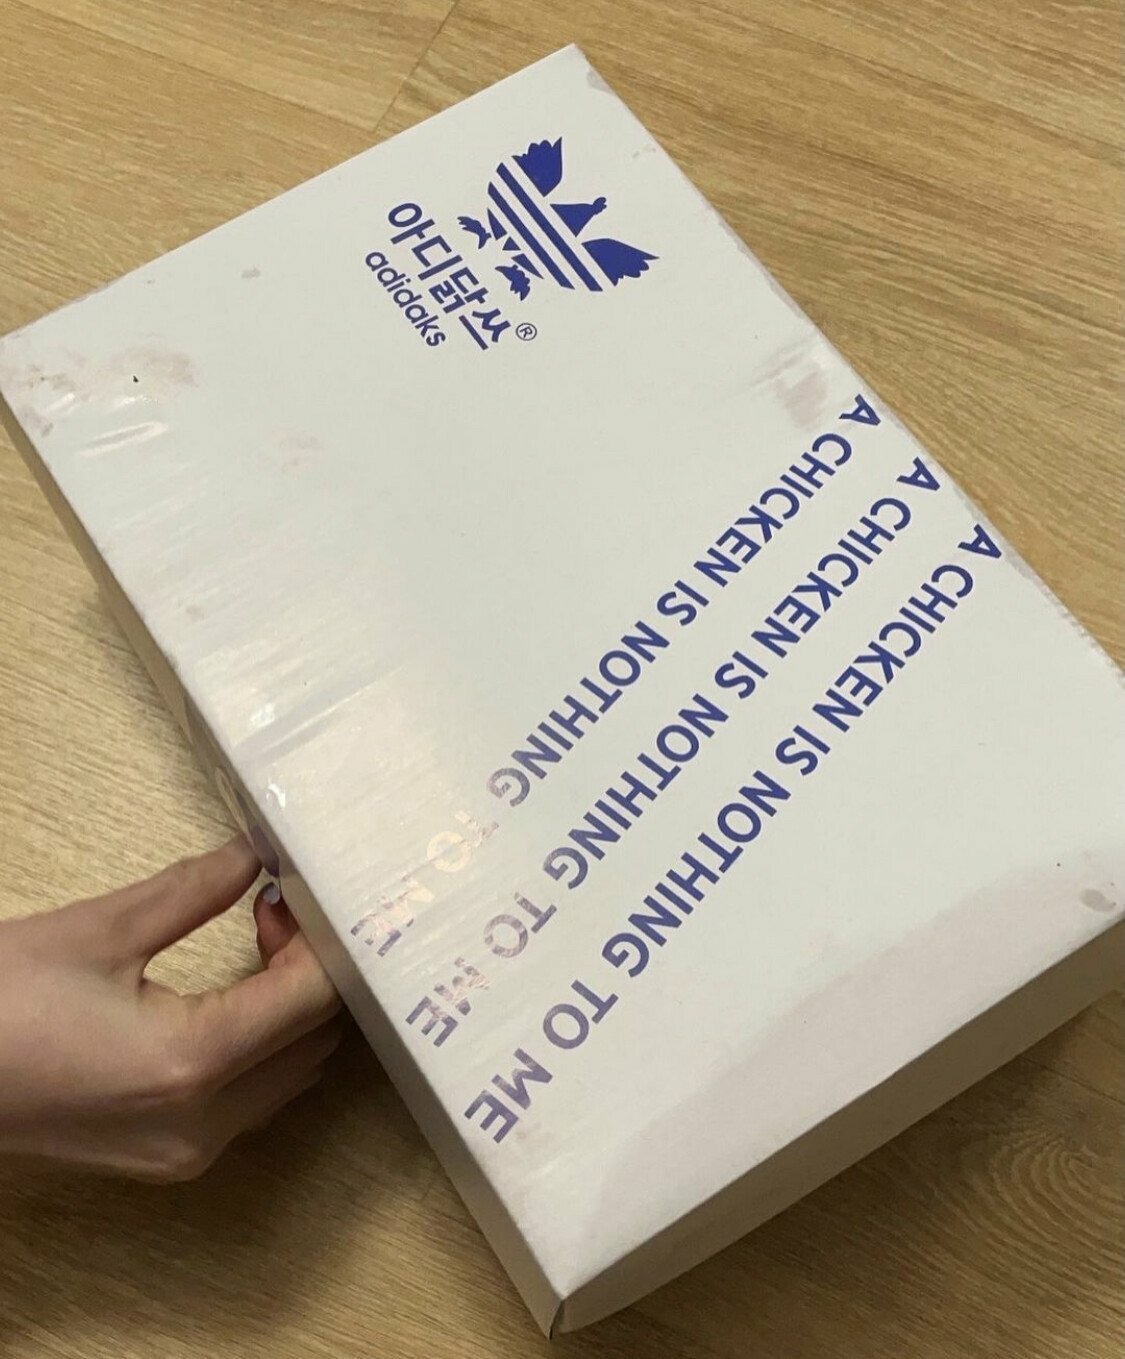 아디닭쓰
adidaks
®
A CHICKEN IS NOTHING TO ME
A CHICKEN IS NOTHING TO ME
A CHICKEN IS NOTHING TO ME